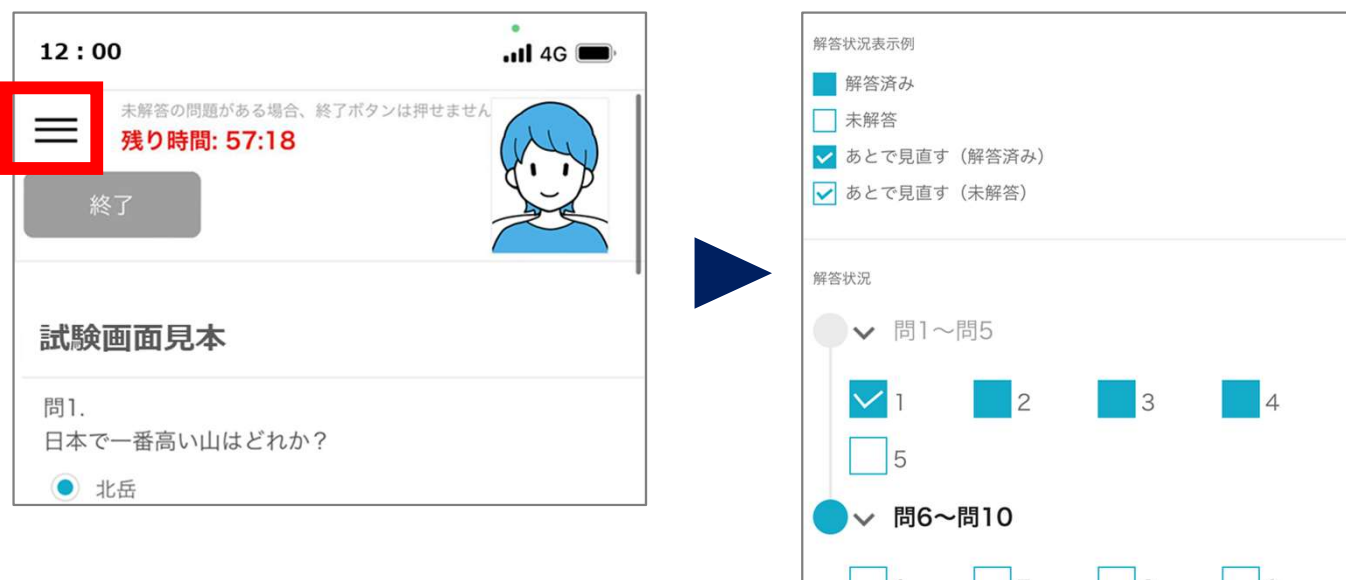 12：00
4G
未解答の問題がある場合、終了ボタンは押せません
残り時間: 57:18
終了
試験画面見本
問1.
日本で一番高い山はどれか？
北岳
解答状況表示例
解答済み
未解答
あとで見直す（解答済み）
あとで見直す（未解答）
解答状況
問1〜問5
1 2 3 4
5
問6〜問10